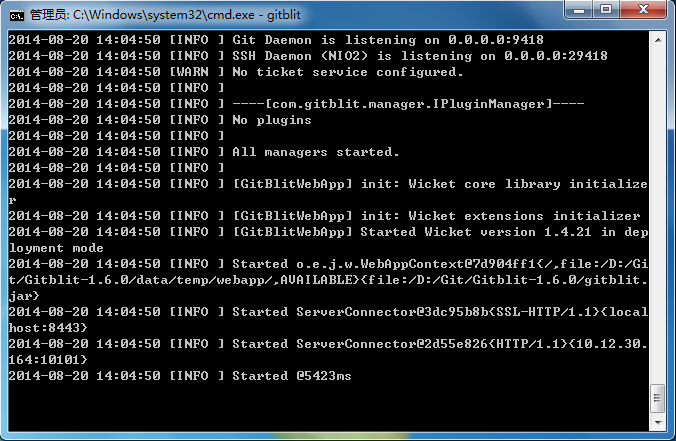 管理员: C:\Windows\system32\cmd.exe - gitblit
2014-08-20 14:04:50 [INFO ] Git Daemon is listening on 0.0.0.0:9418
2014-08-20 14:04:50 [INFO ] SSH Daemon (NIO2) is listening on 0.0.0.0:29418
2014-08-20 14:04:50 [WARN ] No ticket service configured.
2014-08-20 14:04:50 [INFO ]
2014-08-20 14:04:50 [INFO ] ----[com.gitblit.manager.IPluginManager]----
2014-08-20 14:04:50 [INFO ] No plugins
2014-08-20 14:04:50 [INFO ]
2014-08-20 14:04:50 [INFO ] All managers started.
2014-08-20 14:04:50 [INFO ]
2014-08-20 14:04:50 [INFO ] [GitBlitWebApp] init: Wicket core library initialize
r
2014-08-20 14:04:50 [INFO ] [GitBlitWebApp] init: Wicket extensions initializer
2014-08-20 14:04:50 [INFO ] [GitBlitWebApp] Started Wicket version 1.4.21 in dep
loyment mode
2014-08-20 14:04:50 [INFO ] Started o.e.j.w.WebAppContext@7d904ff1{/,file:/D:/Gi
t/Gitblit-1.6.0/data/temp/webapp/,AVAILABLE}{file:/D:/Git/Gitblit-1.6.0/gitblit.
jar}
2014-08-20 14:04:50 [INFO ] Started ServerConnector@3dc95b8b{SSL-HTTP/1.1}{local
host:8443}
2014-08-20 14:04:50 [INFO ] Started ServerConnector@2d55e826{HTTP/1.1}{10.12.30.
164:10101}
2014-08-20 14:04:50 [INFO ] Started @5423ms